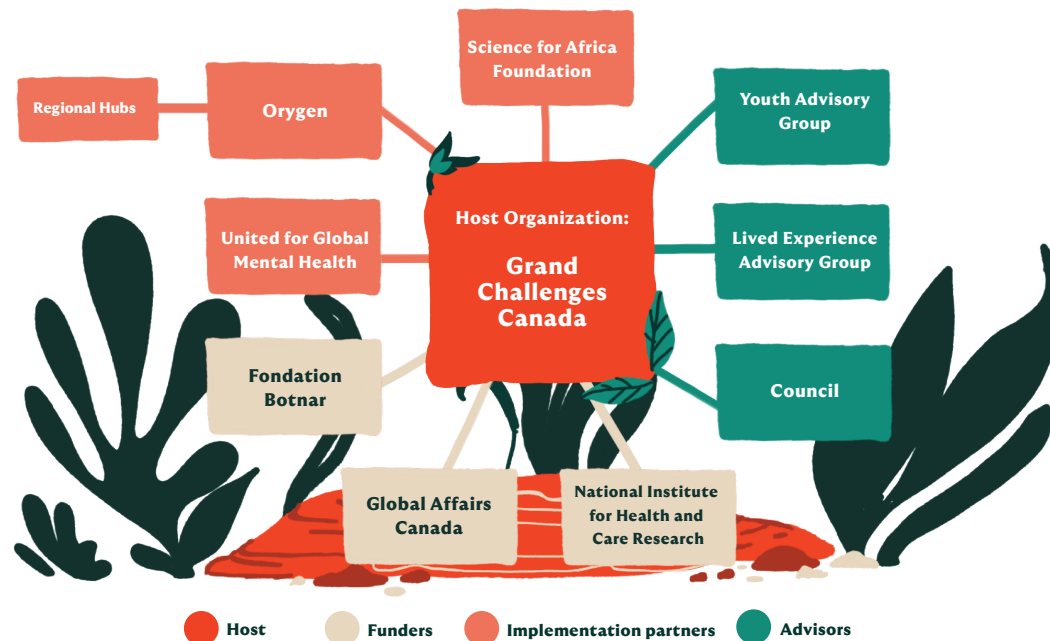 Science for Africa
Foundation
Regional Hubs
Orygen
Youth Advisory
Group
Host Organization:
Grand
Challenges
Canada
United for Global
Mental Health
Lived Experience
Advisory Group
Fondation
Botnar
Council
Global Affairs
Canada
National Institute
for Health and
Care Research
Host
Funders
Implementation partners
Advisors